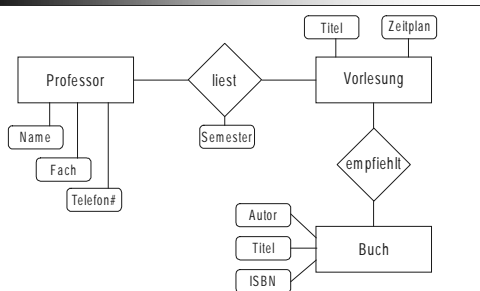 Titel
Zeitplan
Professor
liest
Vorlesung
Name
Semester
Fach
empfiehlt
Telefon#
Autor
Titel
Buch
ISBN